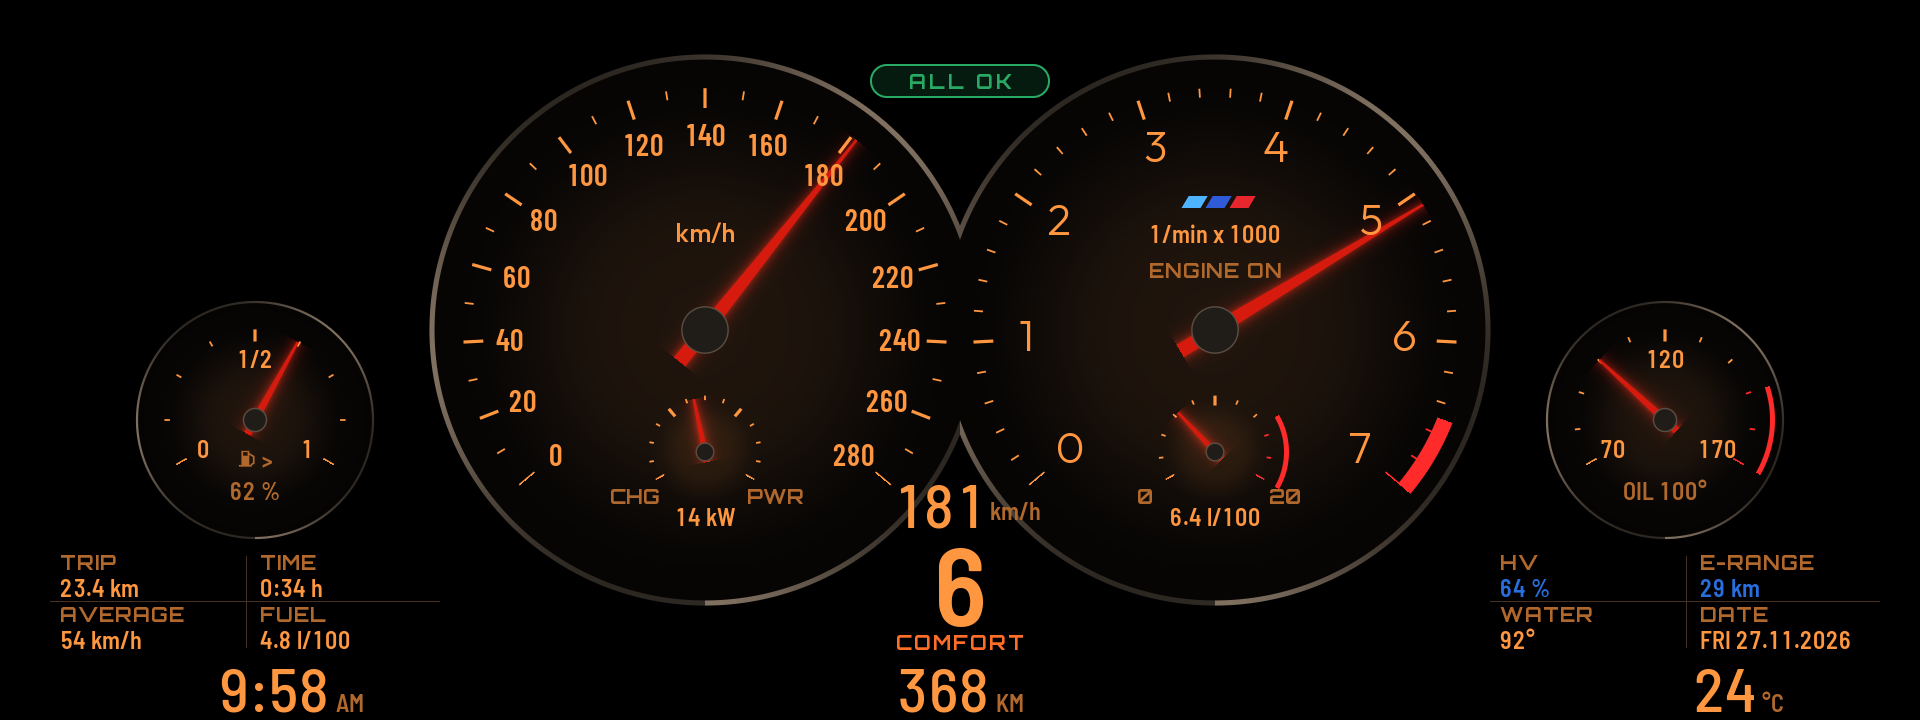 ALL OK
0
20
40
60
80
100
120
140
160
180
200
220
240
260
280
km/h
CHG
PWR
14 kW
0
1
2
3
4
5
6
7
1/min x 1000
ENGINE ON
0
20
6.4 l/100
0
1/2
1
>
62 %
70
120
170
OIL 100°
181 km/h
6
COMFORT
368 KM
TRIP
23.4 km
TIME
0:34 h
AVERAGE
54 km/h
FUEL
4.8 l/100
9:58 AM
HV
64 %
E-RANGE
29 km
WATER
92°
DATE
FRI 27.11.2026
24 °C